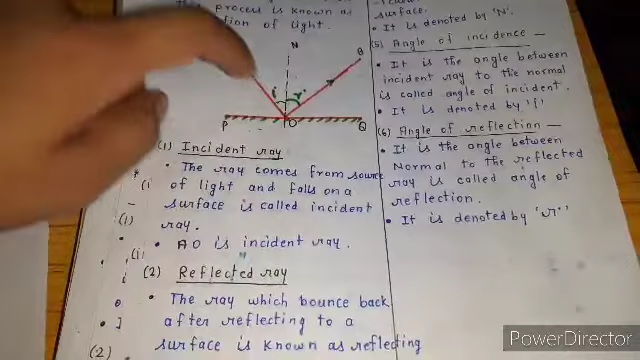 this process is known as
tion of light.
N
B
i
r
P
O
Q
(1) Incident ray
• The ray comes from source
of light and falls on a
surface is called incident
ray.
• AO is incident ray.
(2) Reflected ray
• The ray which bounce back
after reflecting to a
surface is known as reflecting
(2)
surface.
• It is denoted by 'N'.
(5) Angle of incidence -
• It is the angle between
incident ray to the normal
is called angle of incident.
• It is denoted by 'i'
(6) Angle of reflection -
• It is the angle between
Normal to the reflected
ray is called angle of
reflection.
• It is denoted by 'r'
PowerDirector